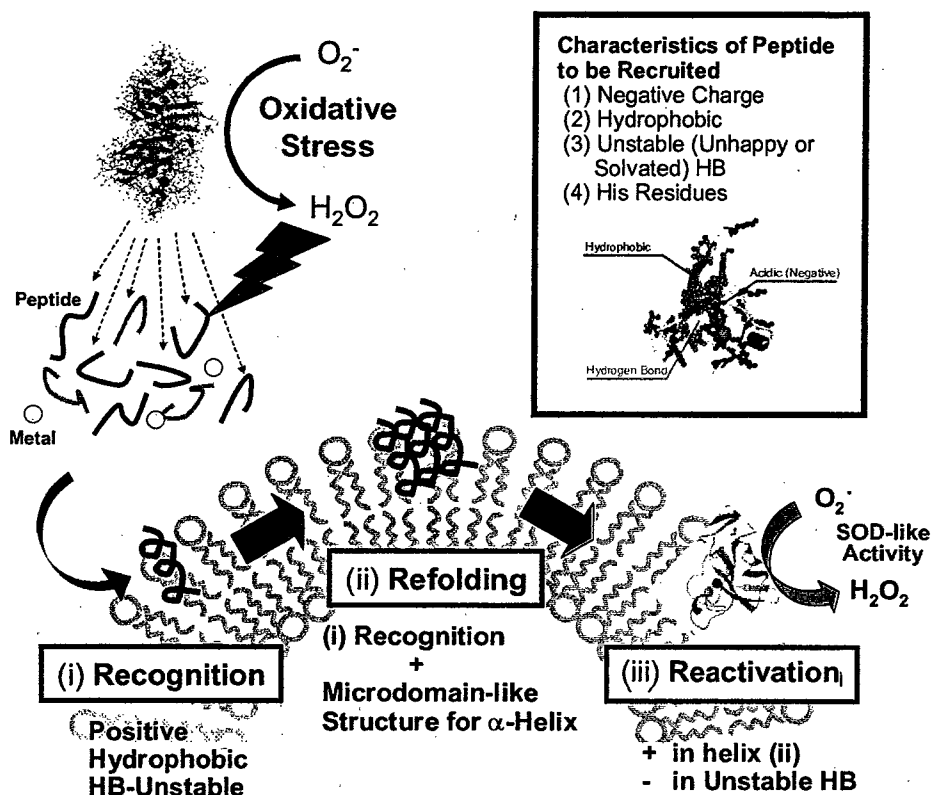 O2-
Oxidative
Stress
H2O2
Peptide
Metal
Characteristics of Peptide
to be Recruited
(1) Negative Charge
(2) Hydrophobic
(3) Unstable (Unhappy or
Solvated) HB
(4) His Residues
Hydrophobic
Acidic (Negative)
Hydrogen Bond
(i) Recognition
Positive
Hydrophobic
HB-Unstable
(ii) Refolding
(i) Recognition
+
Microdomain-like
Structure for α-Helix
O2-
SOD-like
Activity
H2O2
(iii) Reactivation
+ in helix (ii)
- in Unstable HB